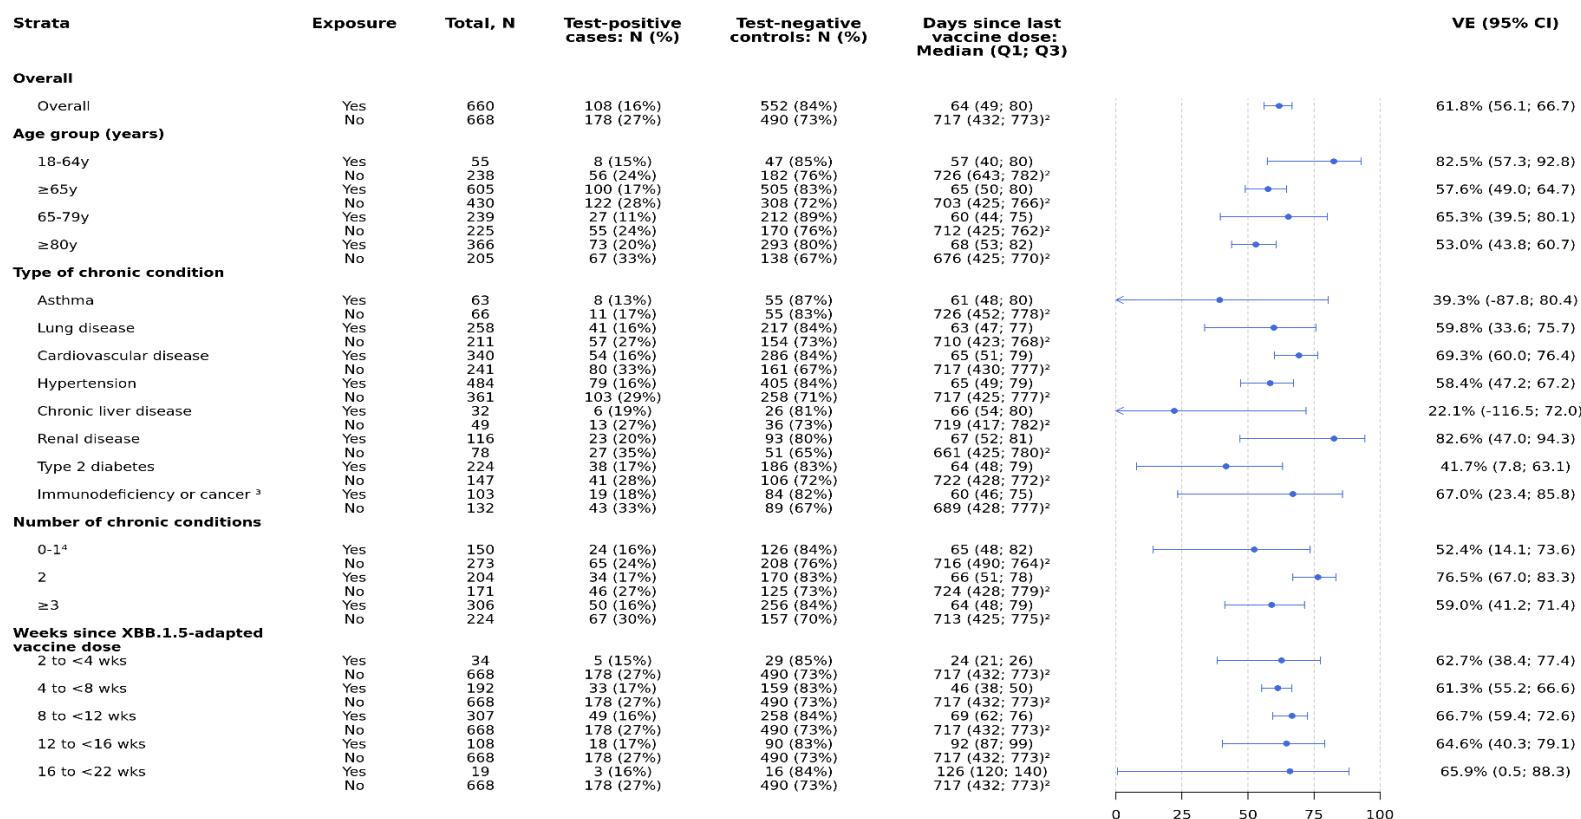 Strata Exposure Total, N Test-positive Test-negative Days since last VE (95% CI)
cases: N (%) controls: N (%) vaccine dose:
Median (Q1; Q3)
Overall
Overall Yes 660 108 (16%) 552 (84%) 64 (49; 80) 61.8% (56.1; 66.7)
No 668 178 (27%) 490 (73%) 717 (432; 773)²
Age group (years)
18-64y Yes 55 8 (15%) 47 (85%) 57 (40; 80) 82.5% (57.3; 92.8)
No 238 56 (24%) 182 (76%) 726 (643; 782)²
≥65y Yes 605 100 (17%) 505 (83%) 65 (50; 80) 57.6% (49.0; 64.7)
No 430 122 (28%) 308 (72%) 703 (425; 766)²
65-79y Yes 239 27 (11%) 212 (89%) 60 (44; 75) 65.3% (39.5; 80.1)
No 225 55 (24%) 170 (76%) 712 (425; 762)²
≥80y Yes 366 73 (20%) 293 (80%) 68 (53; 82) 53.0% (43.8; 60.7)
No 205 67 (33%) 138 (67%) 676 (425; 770)²
Type of chronic condition
Asthma Yes 63 8 (13%) 55 (87%) 61 (48; 80) 39.3% (-87.8; 80.4)
No 66 11 (17%) 55 (83%) 726 (452; 778)²
Lung disease Yes 258 41 (16%) 217 (84%) 63 (47; 77) 59.8% (33.6; 75.7)
No 211 57 (27%) 154 (73%) 710 (423; 768)²
Cardiovascular disease Yes 340 54 (16%) 286 (84%) 65 (51; 79) 69.3% (60.0; 76.4)
No 241 80 (33%) 161 (67%) 717 (430; 777)²
Hypertension Yes 484 79 (16%) 405 (84%) 65 (49; 79) 58.4% (47.2; 67.2)
No 361 103 (29%) 258 (71%) 717 (425; 777)²
Chronic liver disease Yes 32 6 (19%) 26 (81%) 66 (54; 80) 22.1% (-116.5; 72.0)
No 49 13 (27%) 36 (73%) 719 (417; 782)²
Renal disease Yes 116 23 (20%) 93 (80%) 67 (52; 81) 82.6% (47.0; 94.3)
No 78 27 (35%) 51 (65%) 661 (425; 780)²
Type 2 diabetes Yes 224 38 (17%) 186 (83%) 64 (48; 79) 41.7% (7.8; 63.1)
No 147 41 (28%) 106 (72%) 722 (428; 772)²
Immunodeficiency or cancer ³ Yes 103 19 (18%) 84 (82%) 60 (46; 75) 67.0% (23.4; 85.8)
No 132 43 (33%) 89 (67%) 689 (428; 777)²
Number of chronic conditions
0-1⁴ Yes 150 24 (16%) 126 (84%) 65 (48; 82) 52.4% (14.1; 73.6)
No 273 65 (24%) 208 (76%) 716 (490; 764)²
2 Yes 204 34 (17%) 170 (83%) 66 (51; 78) 76.5% (67.0; 83.3)
No 171 46 (27%) 125 (73%) 724 (428; 779)²
≥3 Yes 306 50 (16%) 256 (84%) 64 (48; 79) 59.0% (41.2; 71.4)
No 224 67 (30%) 157 (70%) 713 (425; 775)²
Weeks since XBB.1.5-adapted
vaccine dose
2 to <4 wks Yes 34 5 (15%) 29 (85%) 24 (21; 26) 62.7% (38.4; 77.4)
No 668 178 (27%) 490 (73%) 717 (432; 773)²
4 to <8 wks Yes 192 33 (17%) 159 (83%) 46 (38; 50) 61.3% (55.2; 66.6)
No 668 178 (27%) 490 (73%) 717 (432; 773)²
8 to <12 wks Yes 307 49 (16%) 258 (84%) 69 (62; 76) 66.7% (59.4; 72.6)
No 668 178 (27%) 490 (73%) 717 (432; 773)²
12 to <16 wks Yes 108 18 (17%) 90 (83%) 92 (87; 99) 64.6% (40.3; 79.1)
No 668 178 (27%) 490 (73%) 717 (432; 773)²
16 to <22 wks Yes 19 3 (16%) 16 (84%) 126 (120; 140) 65.9% (0.5; 88.3)
No 668 178 (27%) 490 (73%) 717 (432; 773)²
0 25 50 75 100